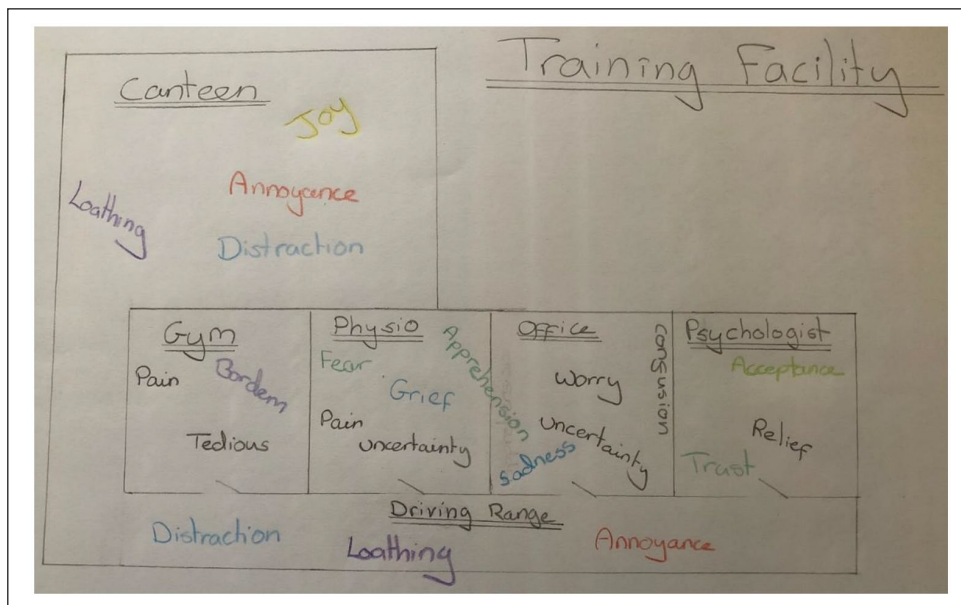 Training Facility
Canteen
Joy
Annoyance
Loathing
Distraction
Gym
Pain
Bordem
Tedious
Physio
Fear
Apprehension
Grief
Pain
uncertainty
Office
Worry
uncertainty
Sadness
Confusion
Psychologist
Acceptance
Relief
Trust
Driving Range
Distraction
Loathing
Annoyance